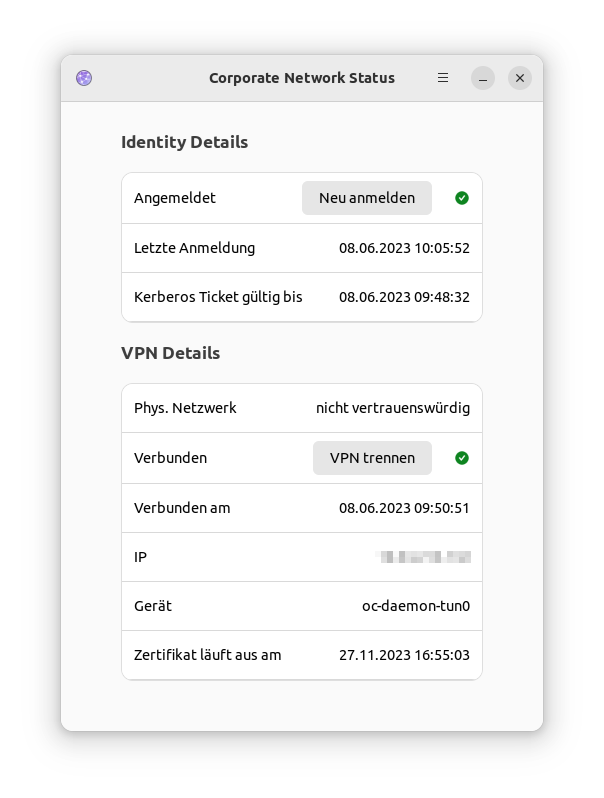 Corporate Network Status
Identity Details
Angemeldet Neu anmelden
Letzte Anmeldung 08.06.2023 10:05:52
Kerberos Ticket gültig bis 08.06.2023 09:48:32
VPN Details
Phys. Netzwerk nicht vertrauenswürdig
Verbunden VPN trennen
Verbunden am 08.06.2023 09:50:51
IP
Gerät oc-daemon-tun0
Zertifikat läuft aus am 27.11.2023 16:55:03